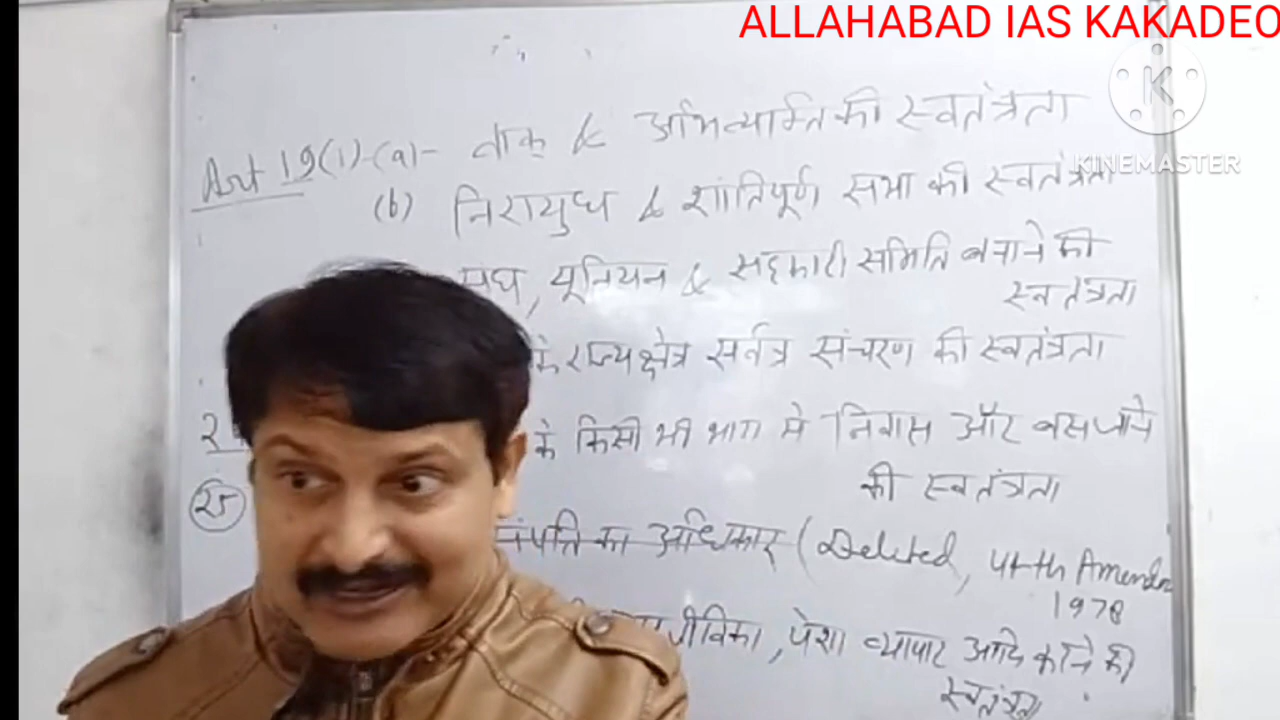 ALLAHABAD IAS KAKADEO
K
KINEMASTER
Art 19(1)-(a)- वाक् & अभिव्यक्ति की स्वतंत्रता
(b) निरायुध & शांतिपूर्ण सभा की स्वतंत्रता
संघ, यूनियन & सहकारी समिति बनाने की
स्वतंत्रता
के राज्यक्षेत्र सर्वत्र संचरण की स्वतंत्रता
के किसी भी भाग मे निवास और बसजाने
की स्वतंत्रता
25
संपत्ति का अधिकार (Deleted, 44th Amendm
1978
जीविका, पेशा व्यापार आदि करने की
स्वतंत्रता